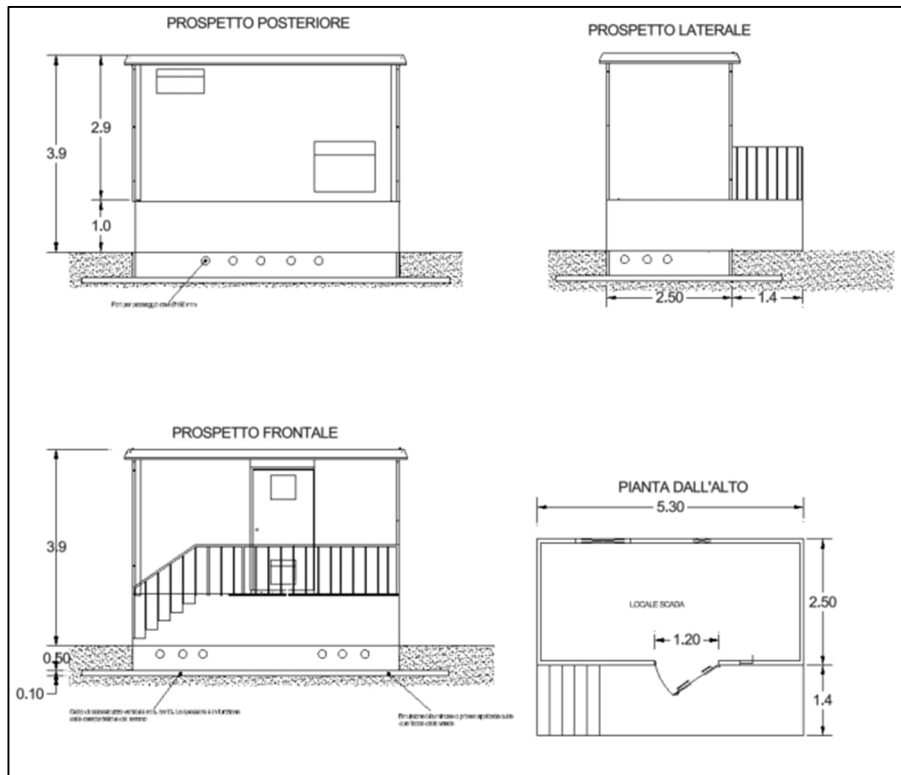 PROSPETTO POSTERIORE
PROSPETTO LATERALE
3.9
2.9
1.0
2.50
1.4
PROSPETTO FRONTALE
3.9
0.50
0.10
PIANTA DALL'ALTO
5.30
LOCALE SCADA
1.20
2.50
1.4